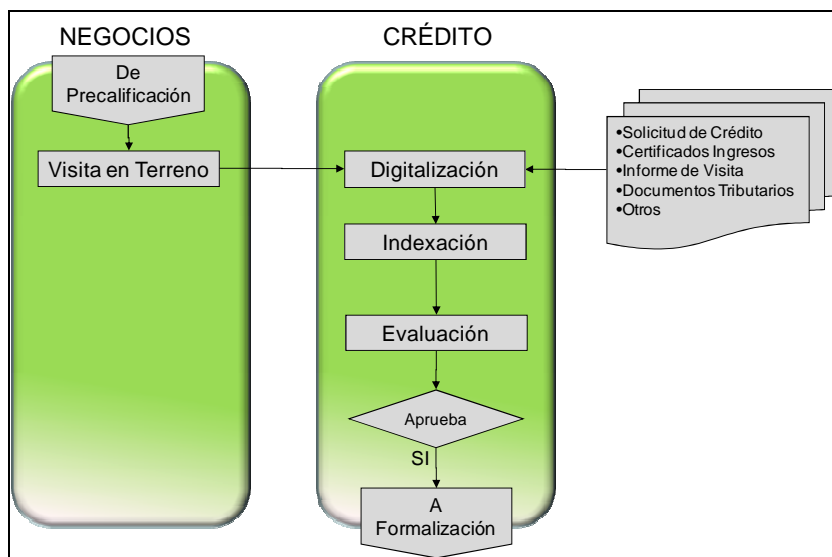 NEGOCIOS
CRÉDITO
De
Precalificación
Visita en Terreno
Digitalización
•Solicitud de Crédito
•Certificados Ingresos
•Informe de Visita
•Documentos Tributarios
•Otros
Indexación
Evaluación
Aprueba
SI
A
Formalización